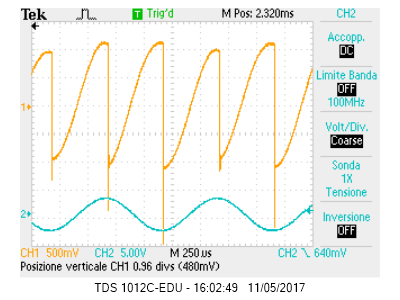 Tek Trig'd M Pos: 2.320ms CH2
Accopp.
DC
Limite Banda
OFF
100MHz
1
Volt/Div.
Coarse
Sonda
1X
Tensione
2
Inversione
OFF
CH1 500mV CH2 5.00V M 250us CH2 640mV
Posizione verticale CH1 0.96 divs (480mV)
TDS 1012C-EDU - 16:02:49 11/05/2017